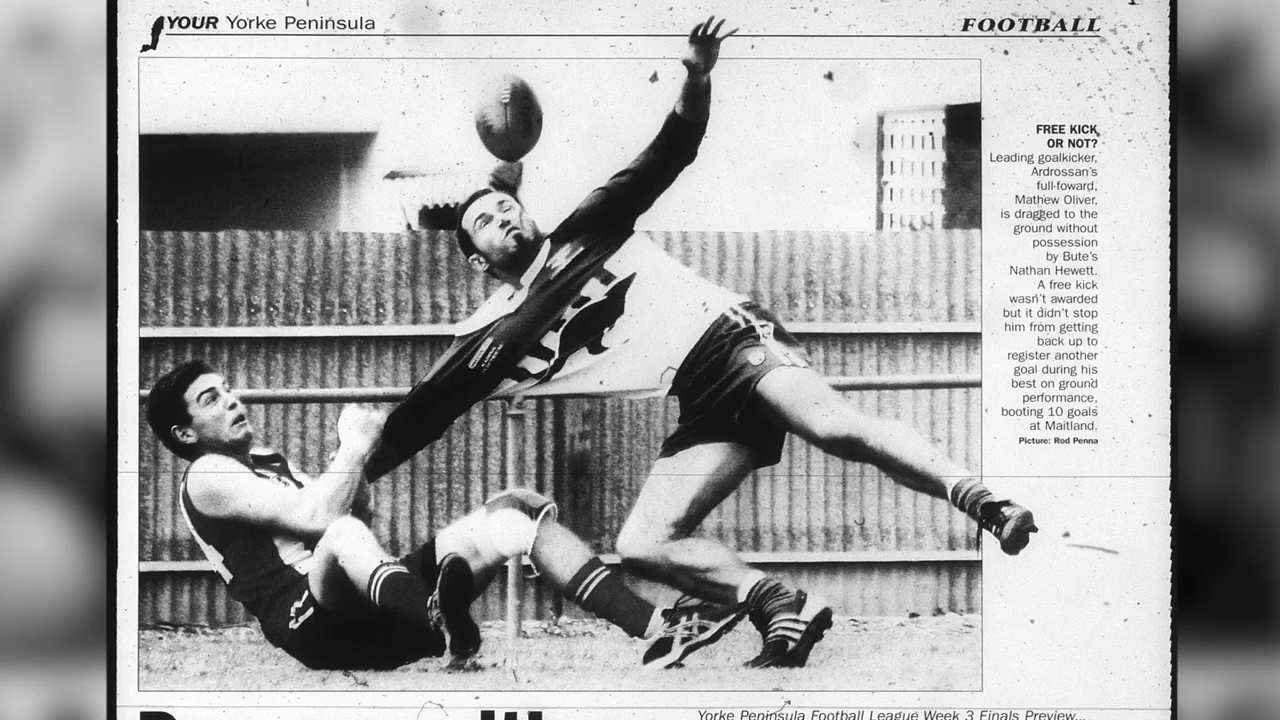 YOUR Yorke Peninsula
FOOTBALL
FREE KICK
OR NOT?
Leading goalkicker,
Ardrossan's
full-foward,
Mathew Oliver,
is dragged to the
ground without
possession
by Bute's
Nathan Hewett.
A free kick
wasn't awarded
but it didn't stop
him from getting
back up to
register another
goal during his
best on ground
performance,
booting 10 goals
at Maitland.
Picture: Rod Penna
Yorke Peninsula Football League Week 3 Finals Preview...